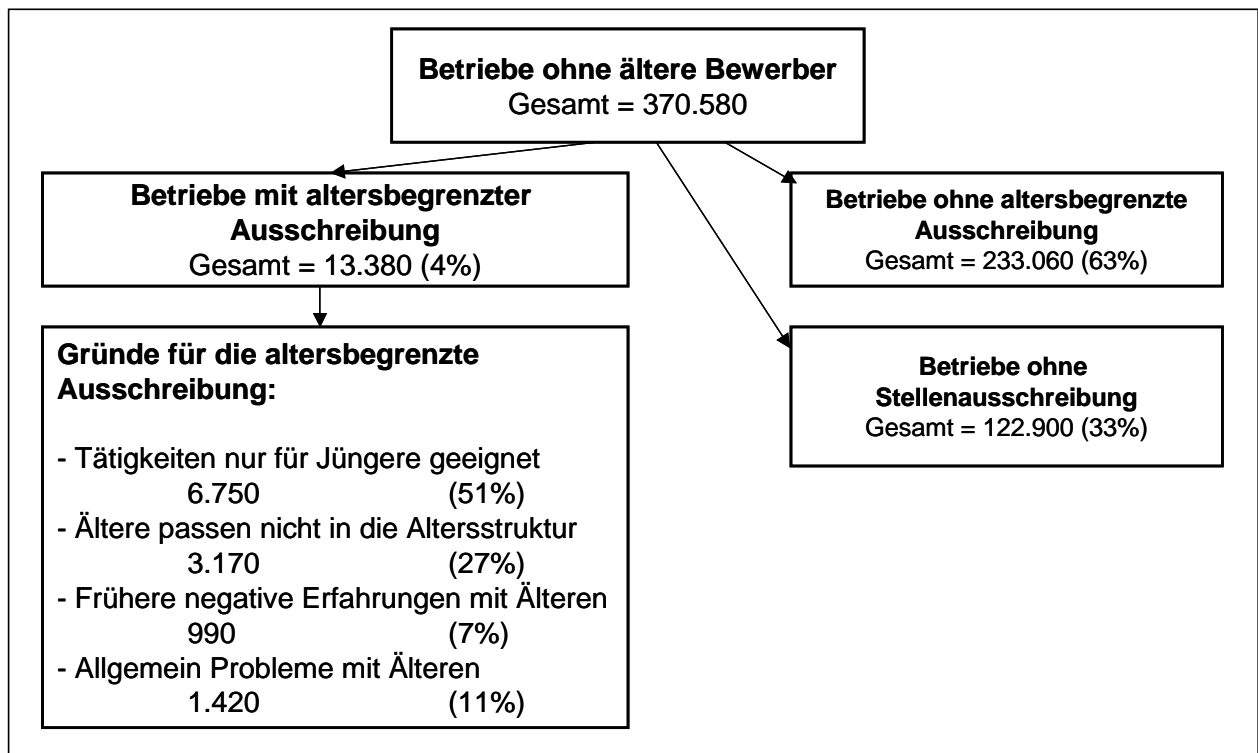 Betriebe ohne ältere Bewerber
Gesamt = 370.580
Betriebe mit altersbegrenzter
Ausschreibung
Gesamt = 13.380 (4%)
Betriebe ohne altersbegrenzte
Ausschreibung
Gesamt = 233.060 (63%)
Gründe für die altersbegrenzte
Ausschreibung:
- Tätigkeiten nur für Jüngere geeignet
6.750 (51%)
- Ältere passen nicht in die Altersstruktur
3.170 (27%)
- Frühere negative Erfahrungen mit Älteren
990 (7%)
- Allgemein Probleme mit Älteren
1.420 (11%)
Betriebe ohne
Stellenausschreibung
Gesamt = 122.900 (33%)